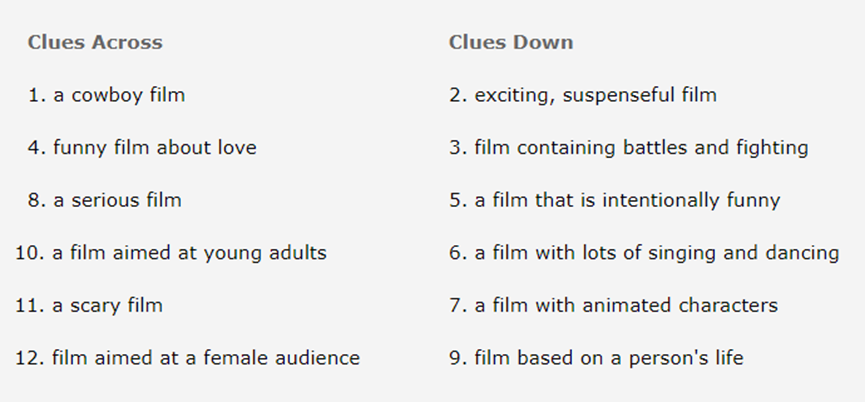 Clues Across
1. a cowboy film
4. funny film about love
8. a serious film
10. a film aimed at young adults
11. a scary film
12. film aimed at a female audience
Clues Down
2. exciting, suspenseful film
3. film containing battles and fighting
5. a film that is intentionally funny
6. a film with lots of singing and dancing
7. a film with animated characters
9. film based on a person's life